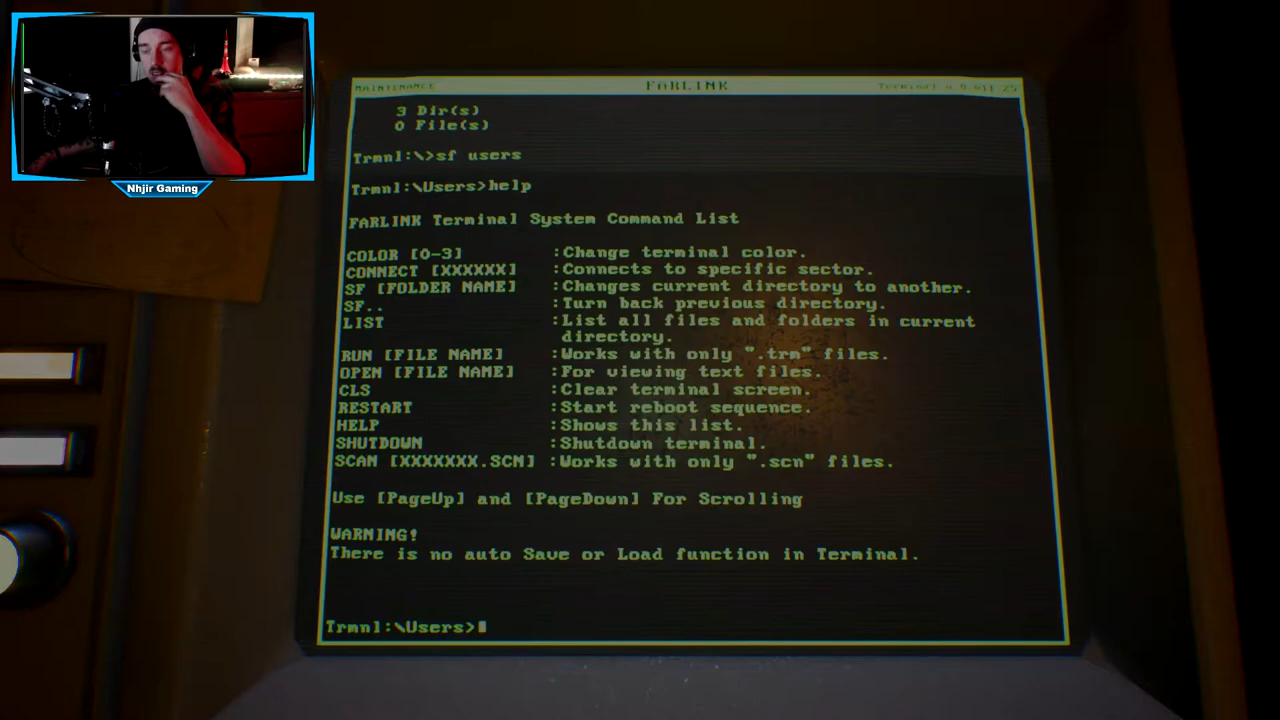 MAINTENANCE FARLINK
3 Dir(s)
0 File(s)
Trmnl:\>sf users
Trmnl:\Users>help
FARLINK Terminal System Command List
COLOR [0-3] :Change terminal color.
CONNECT [XXXXXX] :Connects to specific sector.
SF [FOLDER NAME] :Changes current directory to another.
SF.. :Turn back previous directory.
LIST :List all files and folders in current
directory.
RUN [FILE NAME] :Works with only ".trm" files.
OPEN [FILE NAME] :For viewing text files.
CLS :Clear terminal screen.
RESTART :Start reboot sequence.
HELP :Shows this list.
SHUTDOWN :Shutdown terminal.
SCAN [XXXXXXX.SCN] :Works with only ".scn" files.
Use [PageUp] and [PageDown] For Scrolling
WARNING!
There is no auto Save or Load function in Terminal.
Trmnl:\Users>
Nhjir Gaming